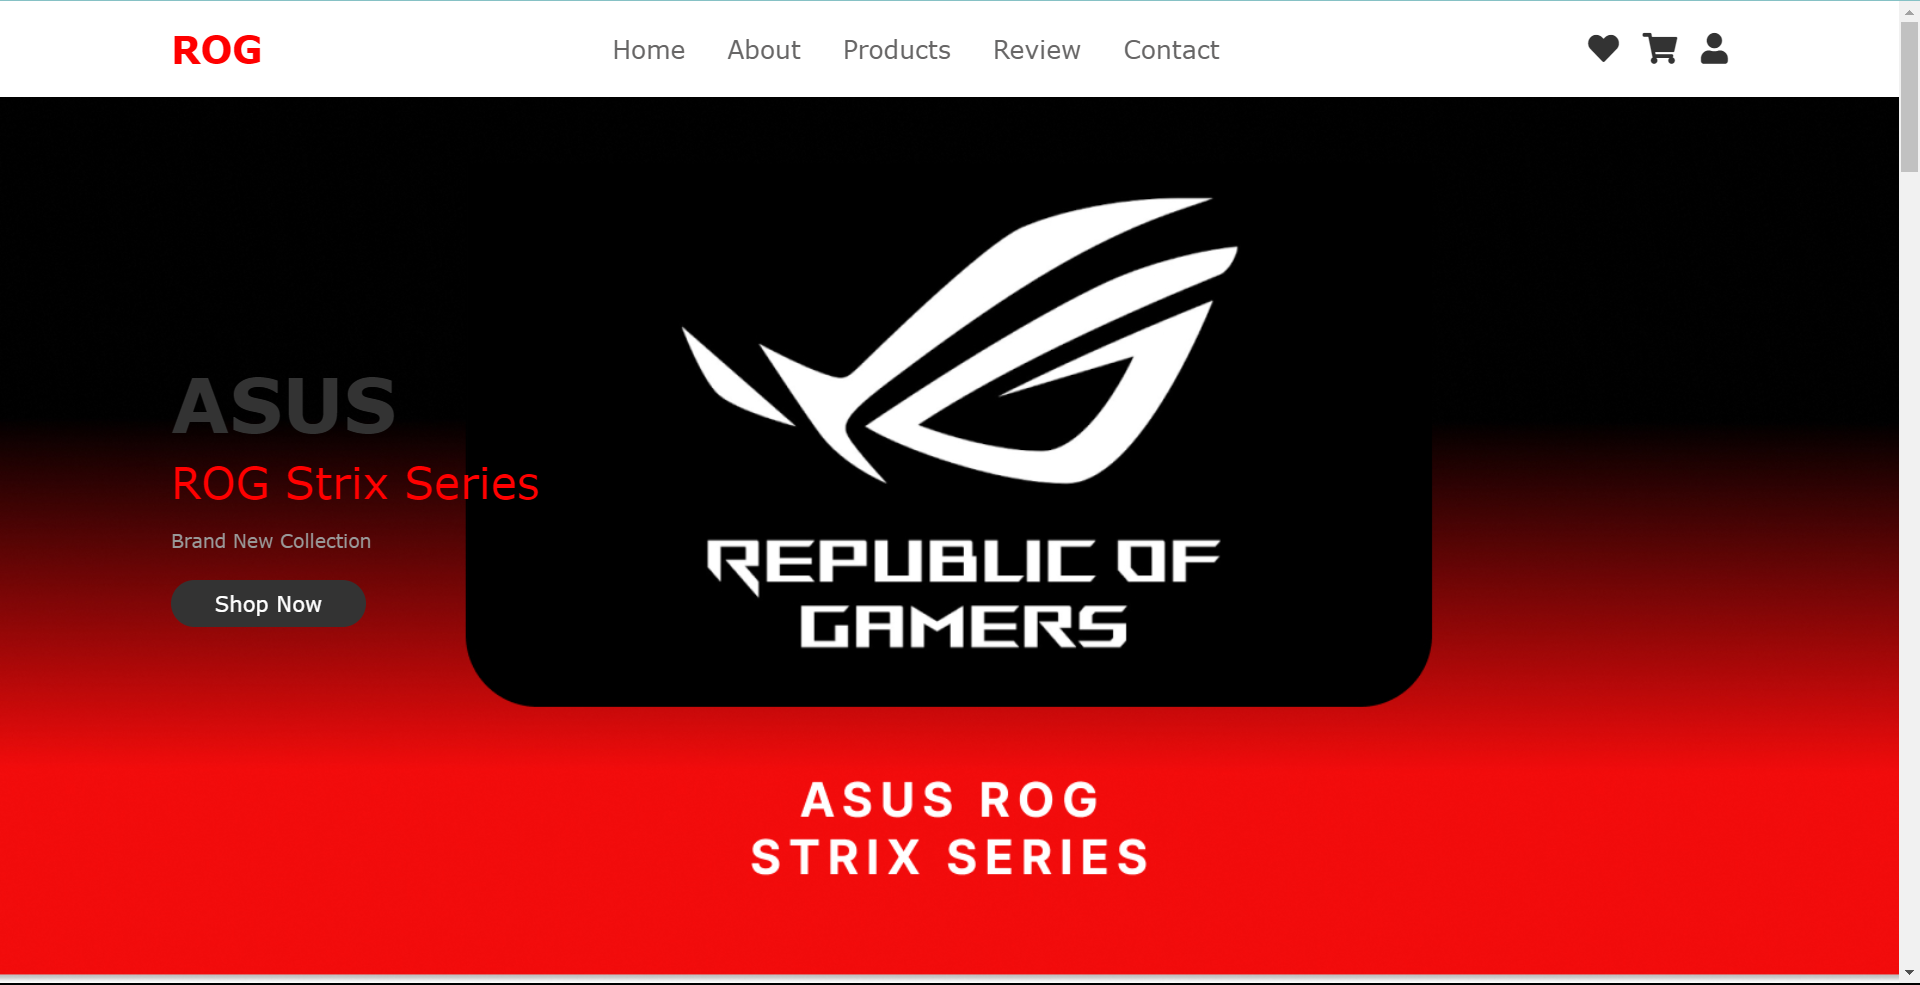 ROG
Home About Products Review Contact
ASUS
ROG Strix Series
Brand New Collection
Shop Now
REPUBLIC OF
GAMERS
ASUS ROG
STRIX SERIES